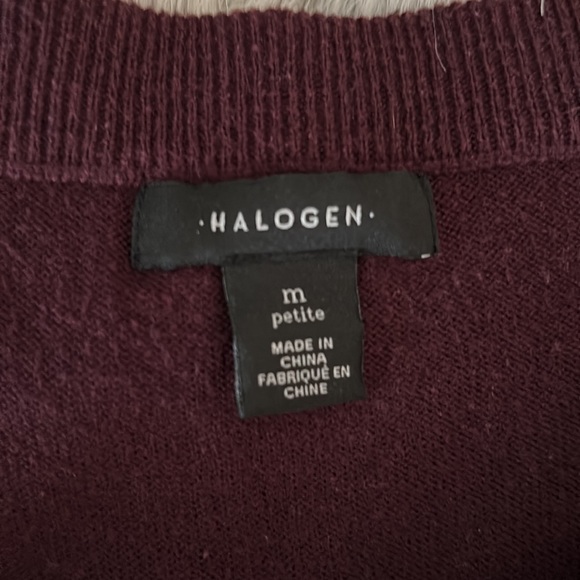 ·HALOGEN·
m
petite
MADE IN
CHINA
FABRIQUÉ EN
CHINE